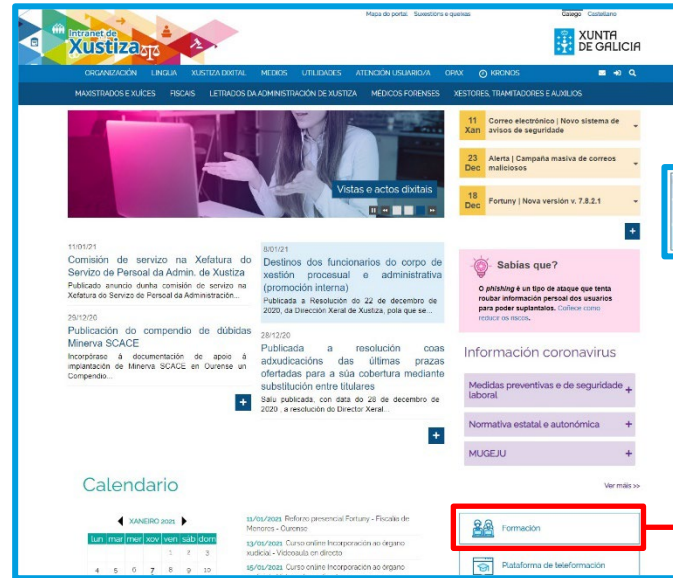 Mapa do portal Suxestións e queixas Galego Castellano
Intranet de
Xustiza
XUNTA
DE GALICIA
ORGANIZACIÓN LINGUA XUSTIZA DIXITAL MEDIOS UTILIDADES ATENCIÓN USUARIO/A OPAX KRONOS
MAXISTRADOS E XUÍCES FISCAIS LETRADOS DA ADMINISTRACIÓN DE XUSTIZA MÉDICOS FORENSES XESTORES, TRAMITADORES E AUXILIOS
Vistas e actos dixitais
11
Xan
Correo electrónico | Novo sistema de
avisos de seguridade
23
Dec
Alerta | Campaña masiva de correos
maliciosos
18
Dec
Fortuny | Nova versión v. 7.8.2.1
+
11/01/21
Comisión de servizo na Xefatura do
Servizo de Persoal da Admin. de Xustiza
Publicado anuncio dunha comisión de servizo na
Xefatura do Servizo de Persoal da Administración...
29/12/20
Publicación do compendio de dúbidas
Minerva SCACE
Incorpórase á documentación de apoio á
implantación de Minerva SCACE en Ourense un
Compendio...
+
8/01/21
Destinos dos funcionarios do corpo de
xestión procesual e administrativa
(promoción interna)
Publicada a Resolución do 22 de decembro de
2020, da Dirección Xeral de Xustiza, pola que se...
28/12/20
Publicada a resolución coas
adxudicacións das últimas prazas
ofertadas para a súa cobertura mediante
substitución entre titulares
Saíu publicada, con data do 28 de decembro de
2020 , a resolución do Director Xeral...
+
Sabías que?
O phishing é un tipo de ataque que tenta
roubar información persoal dos usuarios
para poder suplantalos. Coñece como
reducir os riscos.
Información coronavirus
Medidas preventivas e de seguridade
laboral +
Normativa estatal e autonómica +
MUGEJU +
Ver máis >>
Calendario
XANEIRO 2021
lun mar mer xov ven sáb dom
1 2 3
4 5 6 7 8 9 10
11/01/2021 Reforzo presencial Fortuny - Fiscalía de
Menores - Ourense
13/01/2021 Curso online Incorporación ao órgano
xudicial - Videoaula en directo
15/01/2021 Curso online Incorporación ao órgano
Formación
Plataforma de teleformación